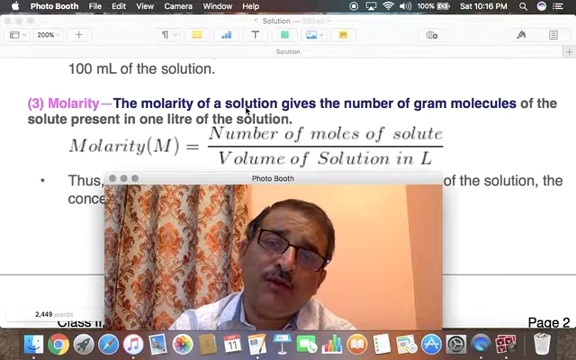 Photo Booth File Edit View Camera Window Help 100% Sat 10:16 PM
Solution — Edited
200%
Solution
100 mL of the solution.
(3) Molarity— The molarity of a solution gives the number of gram molecules of the
solute present in one litre of the solution.
Molarity(M) = Number of moles of solute
Volume of Solution in L
• Thus, of the solution, the
conce
Photo Booth
2,449 words
Class II Page 2
11